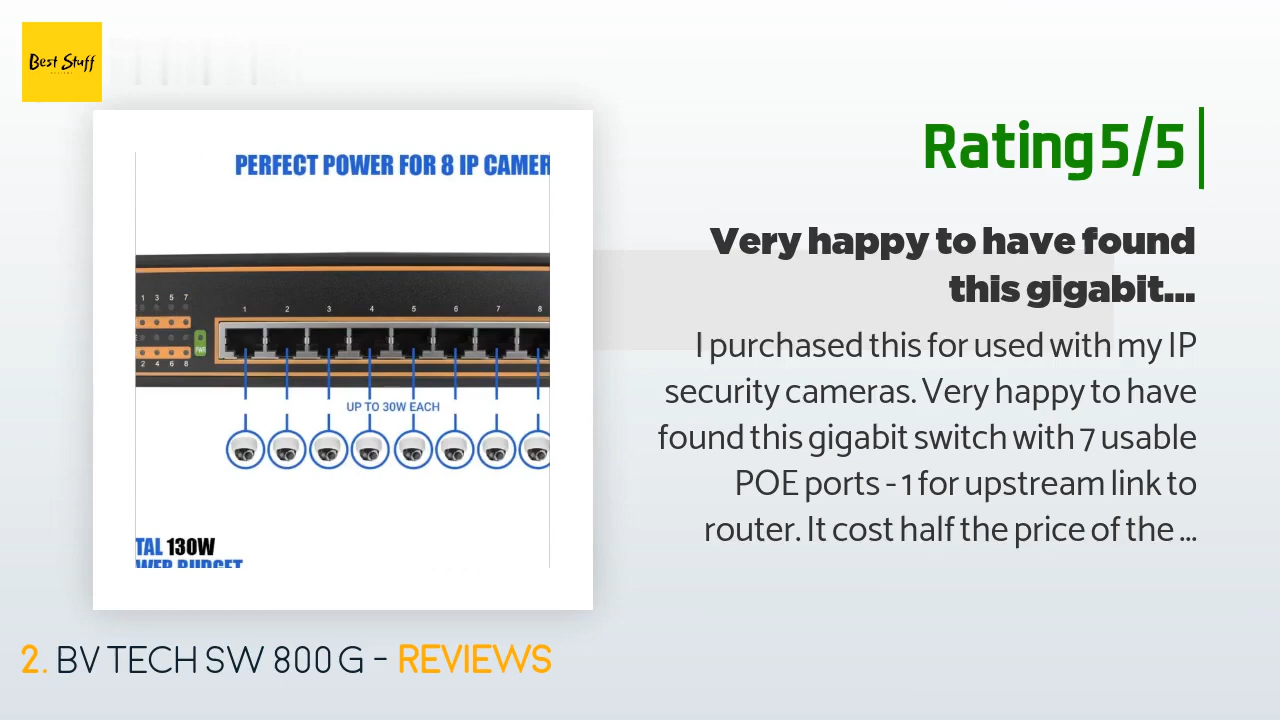 Best Stuff
Rating 5/5
PERFECT POWER FOR 8 IP CAMER
Very happy to have found
this gigabit...
I purchased this for used with my IP
security cameras. Very happy to have
found this gigabit switch with 7 usable
POE ports - 1 for upstream link to
router. It cost half the price of the ...
1 3 5 7
2 4 6 8
PWR
1 2 3 4 5 6 7 8
UP TO 30W EACH
TAL 130W
WER BUDGET
2. BV TECH SW 800 G - REVIEWS